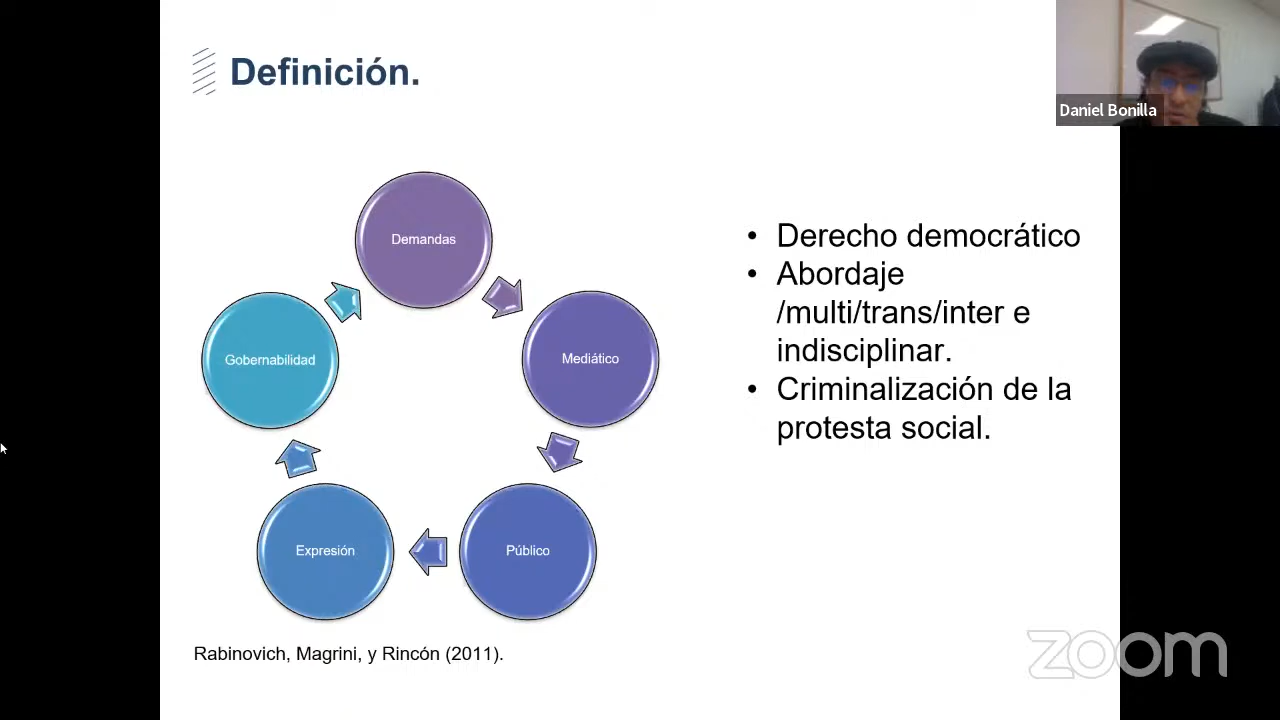 Definición.
Daniel Bonilla
Demandas
Mediático
Público
Expresión
Gobernabilidad
• Derecho democrático
• Abordaje
/multi/trans/inter e
indisciplinar.
• Criminalización de la
protesta social.
Rabinovich, Magrini, y Rincón (2011).
zoom